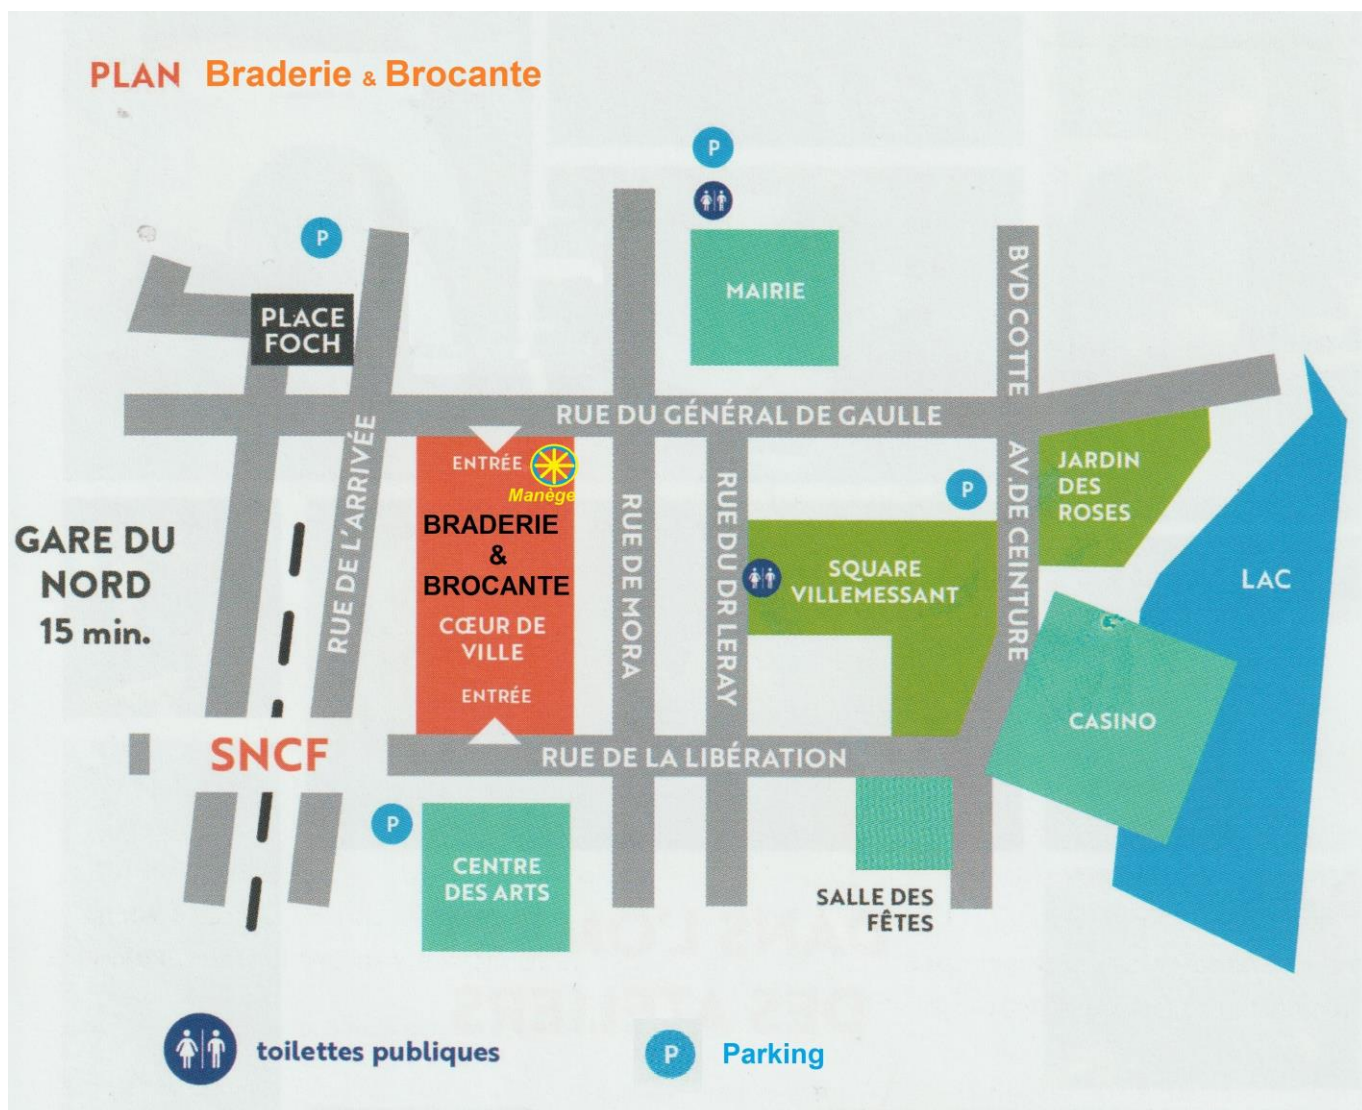 PLAN Braderie & Brocante
P
P
PLACE
FOCH
MAIRIE
BVD COTTE
RUE DU GÉNÉRAL DE GAULLE
RUE DE L'ARRIVÉE
ENTRÉE
Manège
BRADERIE
&
BROCANTE
CŒUR DE
VILLE
ENTRÉE
RUE DE MORA
RUE DU DR LERAY
P
JARDIN
DES
ROSES
AV. DE CEINTURE
SQUARE
VILLEMESSANT
LAC
GARE DU
NORD
15 min.
CASINO
SNCF
RUE DE LA LIBÉRATION
P
CENTRE
DES ARTS
SALLE DES
FÊTES
toilettes publiques
P Parking